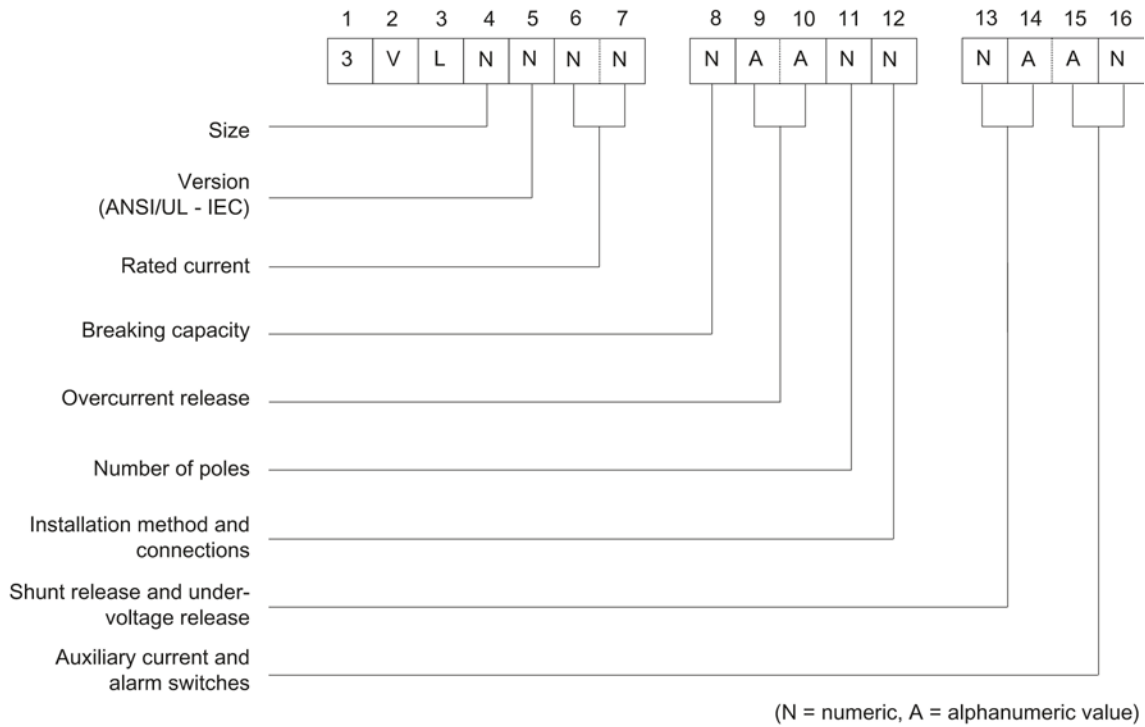 1 2 3 4 5 6 7 8 9 10 11 12 13 14 15 16
3 V L N N N N N A A N N N A A N
Size
Version
(ANSI/UL - IEC)
Rated current
Breaking capacity
Overcurrent release
Number of poles
Installation method and
connections
Shunt release and under-
voltage release
Auxiliary current and
alarm switches
(N = numeric, A = alphanumeric value)